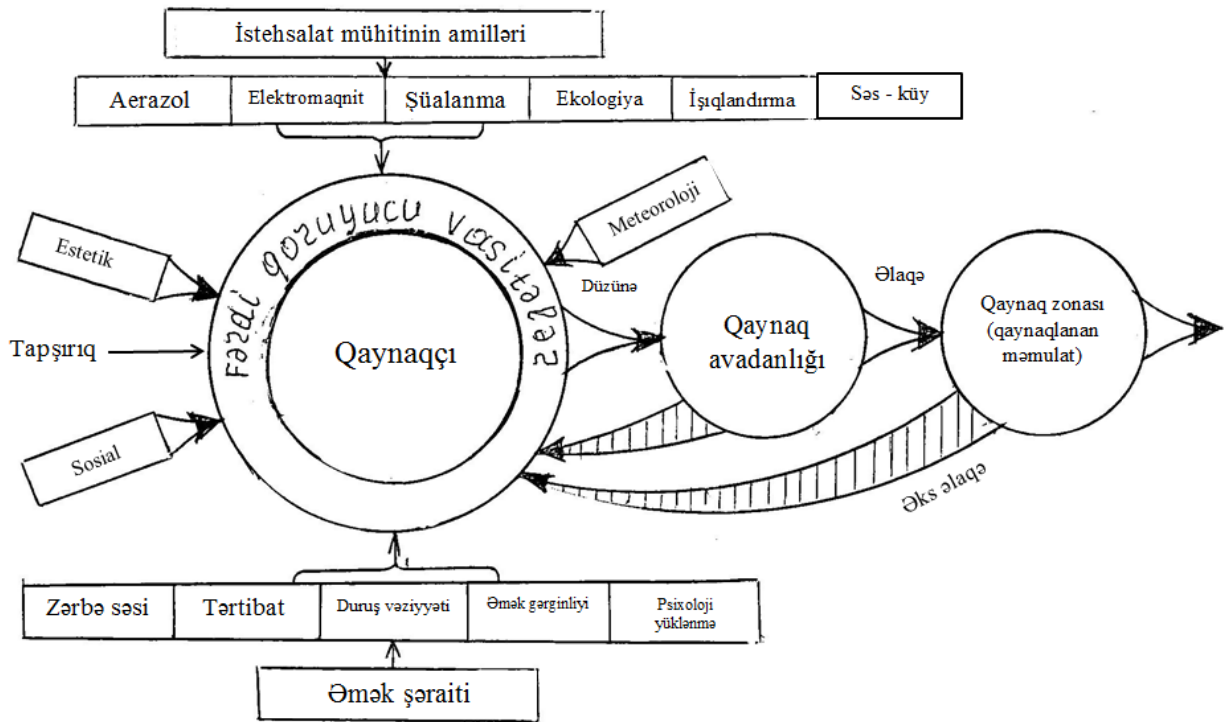 İstehsalat mühitinin amilləri
Aerazol
Elektromaqnit
Şüalanma
Ekologiya
İşıqlandırma
Səs - küy
Fərdi qoruyucu vasitələr
Meteoroloji
Estetik
Tapşırıq
Sosial
Qaynaqçı
Düzünə
Qaynaq
avadanlığı
Əlaqə
Qaynaq zonası
(qaynaqlanan
məmulat)
Əks əlaqə
Zərbə səsi
Tərtibat
Duruş vəziyyəti
Əmək gərginliyi
Psixoloji
yüklənmə
Əmək şəraiti